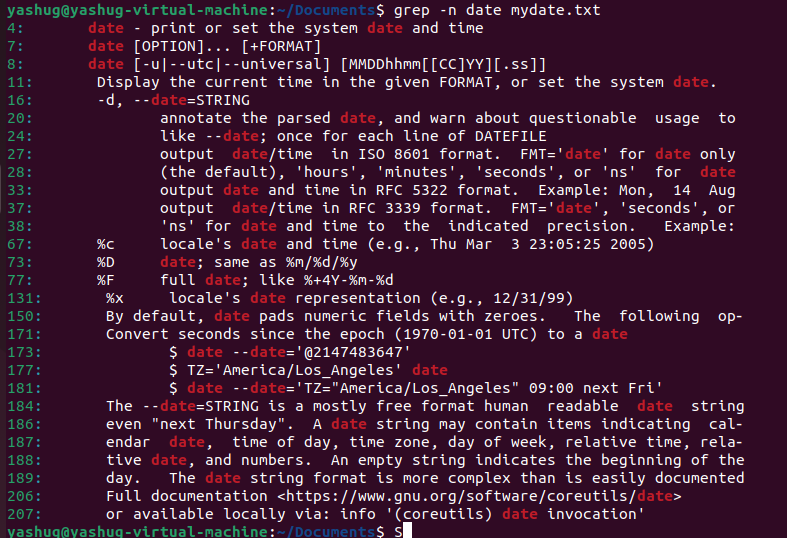 yashug@yashug-virtual-machine:~/Documents$ grep -n date mydate.txt
4:       date - print or set the system date and time
7:       date [OPTION]... [+FORMAT]
8:       date [-u|--utc|--universal] [MMDDhhmm[[CC]YY][.ss]]
11:       Display the current time in the given FORMAT, or set the system date.
16:       -d, --date=STRING
20:              annotate the parsed date, and warn about questionable  usage  to
24:              like --date; once for each line of DATEFILE
27:              output  date/time  in ISO 8601 format.  FMT='date' for date only
28:              (the default), 'hours', 'minutes', 'seconds', or 'ns'  for  date
33:              output date and time in RFC 5322 format.  Example: Mon,  14  Aug
37:              output  date/time in RFC 3339 format.  FMT='date', 'seconds', or
38:              'ns' for date and time to  the  indicated  precision.   Example:
67:       %c     locale's date and time (e.g., Thu Mar  3 23:05:25 2005)
73:       %D     date; same as %m/%d/%y
77:       %F     full date; like %+4Y-%m-%d
131:       %x     locale's date representation (e.g., 12/31/99)
150:       By default, date pads numeric fields with zeroes.   The  following  op‐
171:       Convert seconds since the epoch (1970-01-01 UTC) to a date
173:              $ date --date='@2147483647'
177:              $ TZ='America/Los_Angeles' date
181:              $ date --date='TZ="America/Los_Angeles" 09:00 next Fri'
184:       The --date=STRING is a mostly free format human  readable  date  string
186:       even "next Thursday".  A date string may contain items indicating  cal‐
187:       endar  date,  time of day, time zone, day of week, relative time, rela‐
188:       tive date, and numbers.  An empty string indicates the beginning of the
189:       day.   The date string format is more complex than is easily documented
206:       Full documentation <https://www.gnu.org/software/coreutils/date>
207:       or available locally via: info '(coreutils) date invocation'
yashug@yashug-virtual-machine:~/Documents$ S